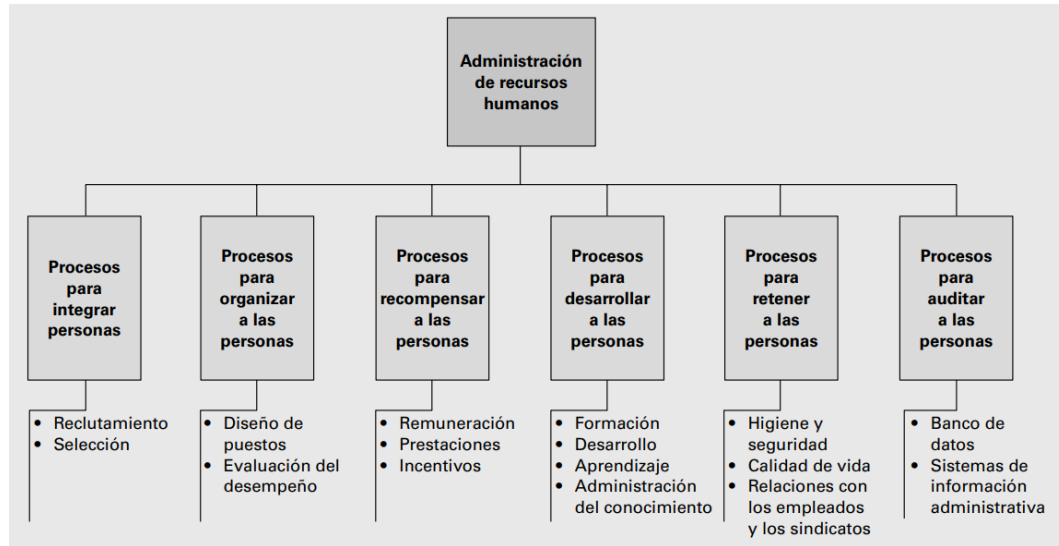 Administración
de recursos
humanos
Procesos
para
integrar
personas
Procesos
para
organizar
a las
personas
Procesos
para
recompensar
a las
personas
Procesos
para
desarrollar
a las
personas
Procesos
para
retener
a las
personas
Procesos
para
auditar
a las
personas
• Reclutamiento
• Selección
• Diseño de
puestos
• Evaluación del
desempeño
• Remuneración
• Prestaciones
• Incentivos
• Formación
• Desarrollo
• Aprendizaje
• Administración
del conocimiento
• Higiene y
seguridad
• Calidad de vida
• Relaciones con
los empleados
y los sindicatos
• Banco de
datos
• Sistemas de
información
administrativa